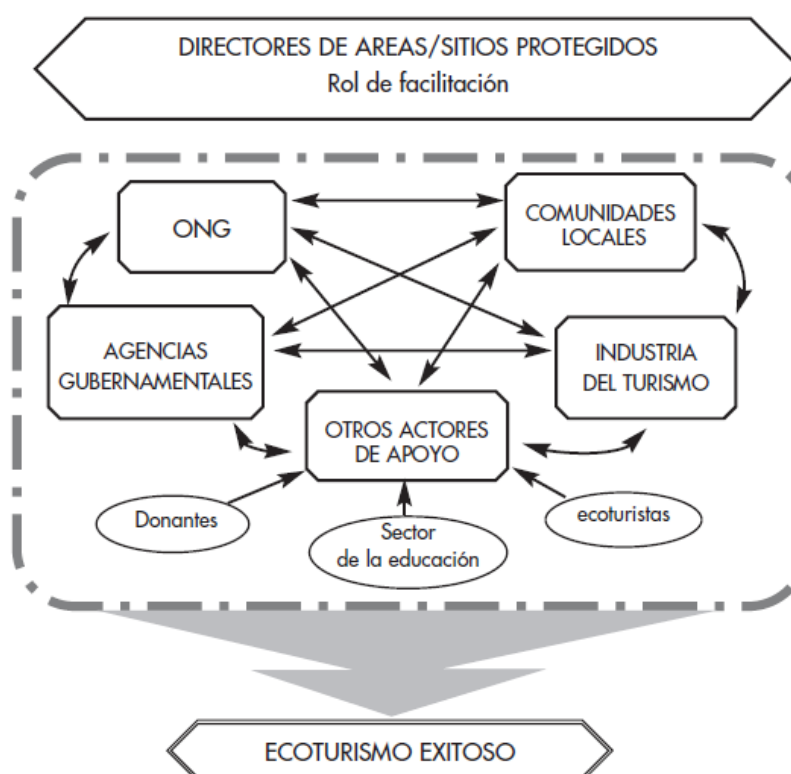 DIRECTORES DE AREAS/SITIOS PROTEGIDOS
Rol de facilitación
ONG
COMUNIDADES
LOCALES
AGENCIAS
GUBERNAMENTALES
INDUSTRIA
DEL TURISMO
OTROS ACTORES
DE APOYO
Donantes
Sector
de la educación
ecoturistas
ECOTURISMO EXITOSO